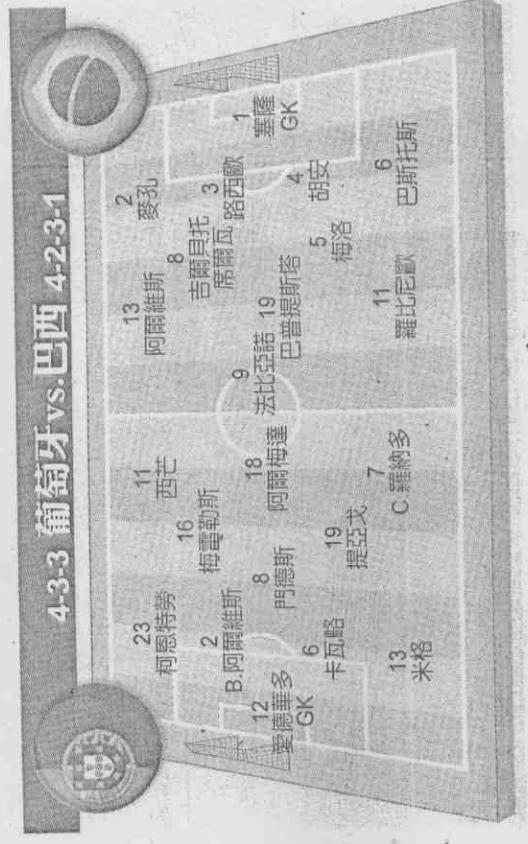 4-3-3 葡萄牙 vs.巴西 4-2-3-1
23
柯恩特勞
2
B.阿爾維斯
12
愛德華多
GK
6
卡瓦略
13
米格
11
西芒
16
梅雷勒斯
8
門德斯
19
提亞戈
18
阿爾梅達
7
C.羅納多
13
阿爾維斯
9
法比亞諾
8
吉爾貝托
席爾瓦
19
巴普提斯塔
11
羅比尼歐
5
梅洛
2
麥孔
3
路西歐
4
胡安
6
巴斯托斯
1
塞薩
GK